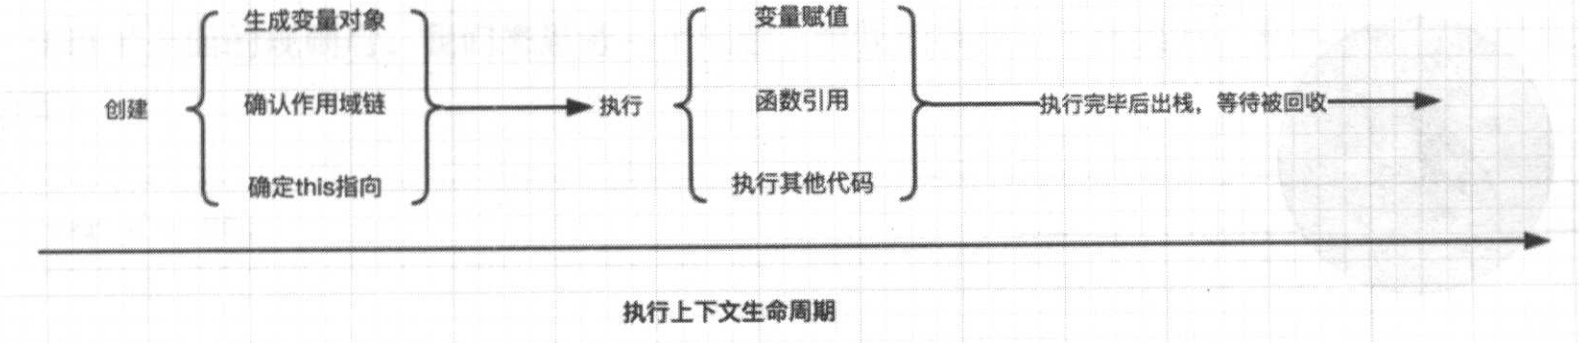 创建
生成变量对象
确认作用域链
确定this指向
执行
变量赋值
函数引用
执行其他代码
执行完毕后出栈，等待被回收
执行上下文生命周期